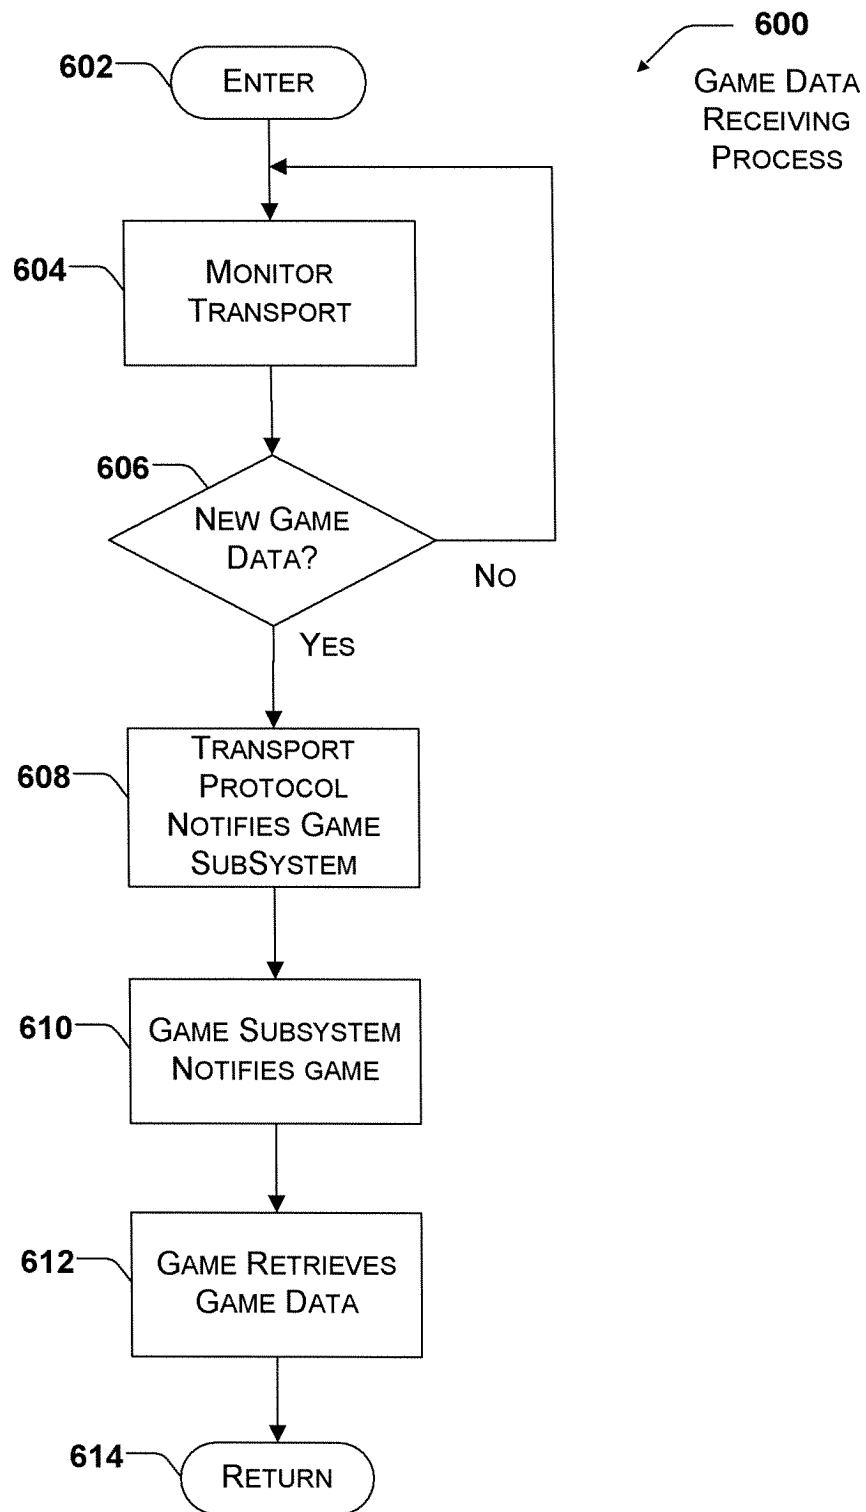 600
GAME DATA
RECEIVING
PROCESS
602
ENTER
604
MONITOR
TRANSPORT
606
NEW GAME
DATA?
NO
YES
608
TRANSPORT
PROTOCOL
NOTIFIES GAME
SUBSYSTEM
610
GAME SUBSYSTEM
NOTIFIES GAME
612
GAME RETRIEVES
GAME DATA
614
RETURN